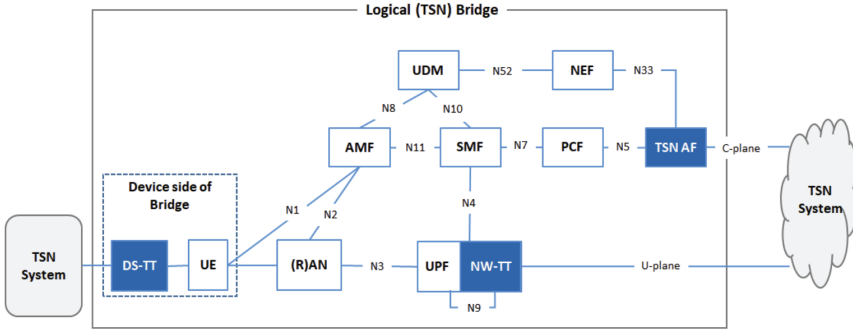 Logical (TSN) Bridge
UDM
N52
NEF
N33
N8
N10
AMF
N11
SMF
N7
PCF
N5
TSN AF
C-plane
Device side of
Bridge
N1
N2
N4
TSN
System
TSN
System
DS-TT
UE
(R)AN
N3
UPF
NW-TT
U-plane
N9